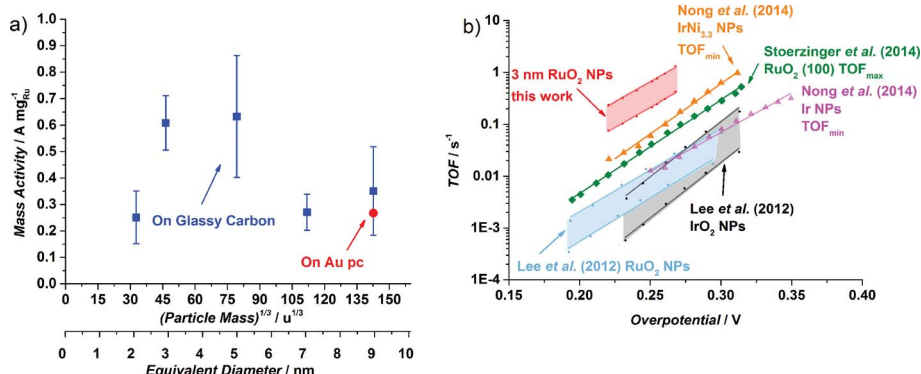 a)
Mass Activity / A mg⁻¹Ru
1.0
0.9
0.8
0.7
0.6
0.5
0.4
0.3
0.2
0.1
0.0
On Glassy Carbon
On Au pc
0 15 30 45 60 75 90 105 120 135 150
(Particle Mass)^1/3 / u^1/3
0 1 2 3 4 5 6 7 8 9 10
Equivalent Diameter / nm
b)
Nong et al. (2014)
IrNi3.3 NPs
TOFmin
Stoerzinger et al. (2014)
RuO2 (100) TOFmax
3 nm RuO2 NPs
this work
Nong et al. (2014)
Ir NPs
TOFmin
Lee et al. (2012)
IrO2 NPs
Lee et al. (2012) RuO2 NPs
TOF / s⁻¹
10
1
0.1
0.01
1E-3
1E-4
0.15 0.20 0.25 0.30 0.35 0.40
Overpotential / V